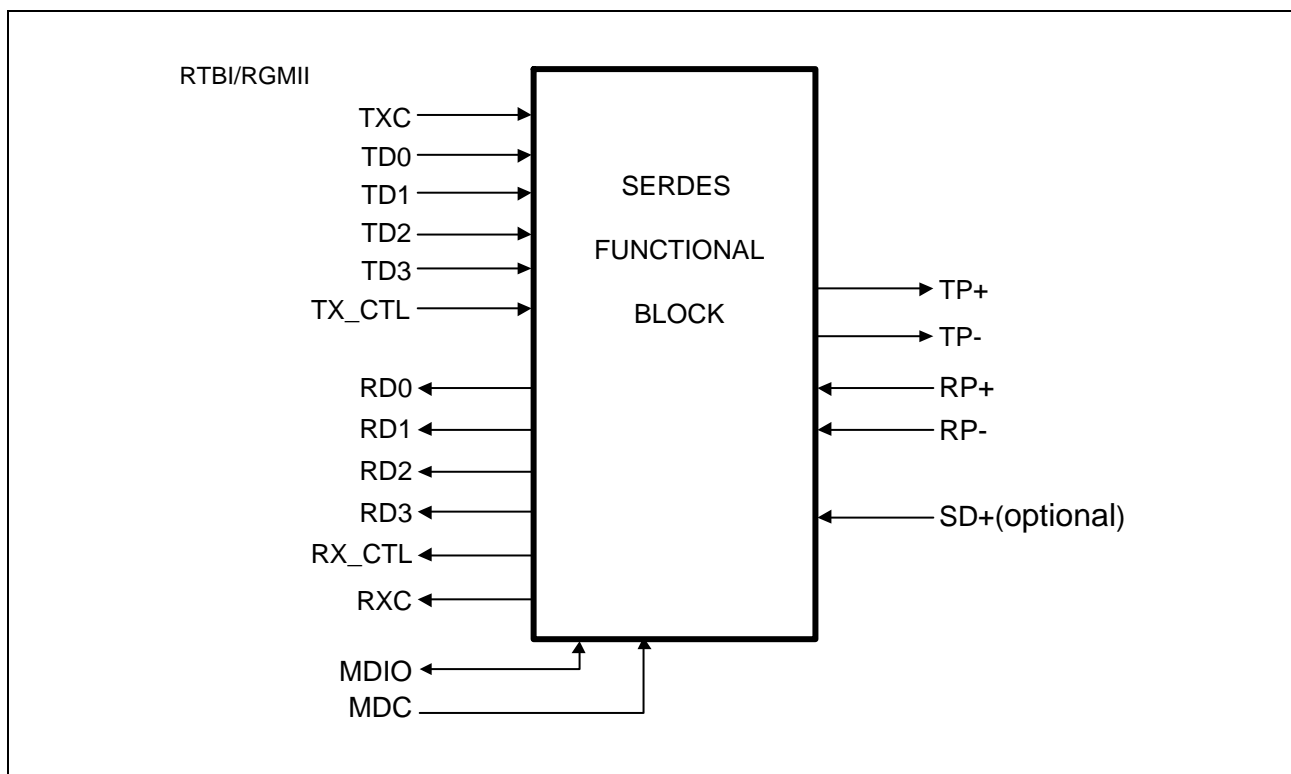 RTBI/RGMII
TXC
TD0
TD1
TD2
TD3
TX_CTL
RD0
RD1
RD2
RD3
RX_CTL
RXC
MDIO
MDC
SERDES
FUNCTIONAL
BLOCK
TP+
TP-
RP+
RP-
SD+(optional)